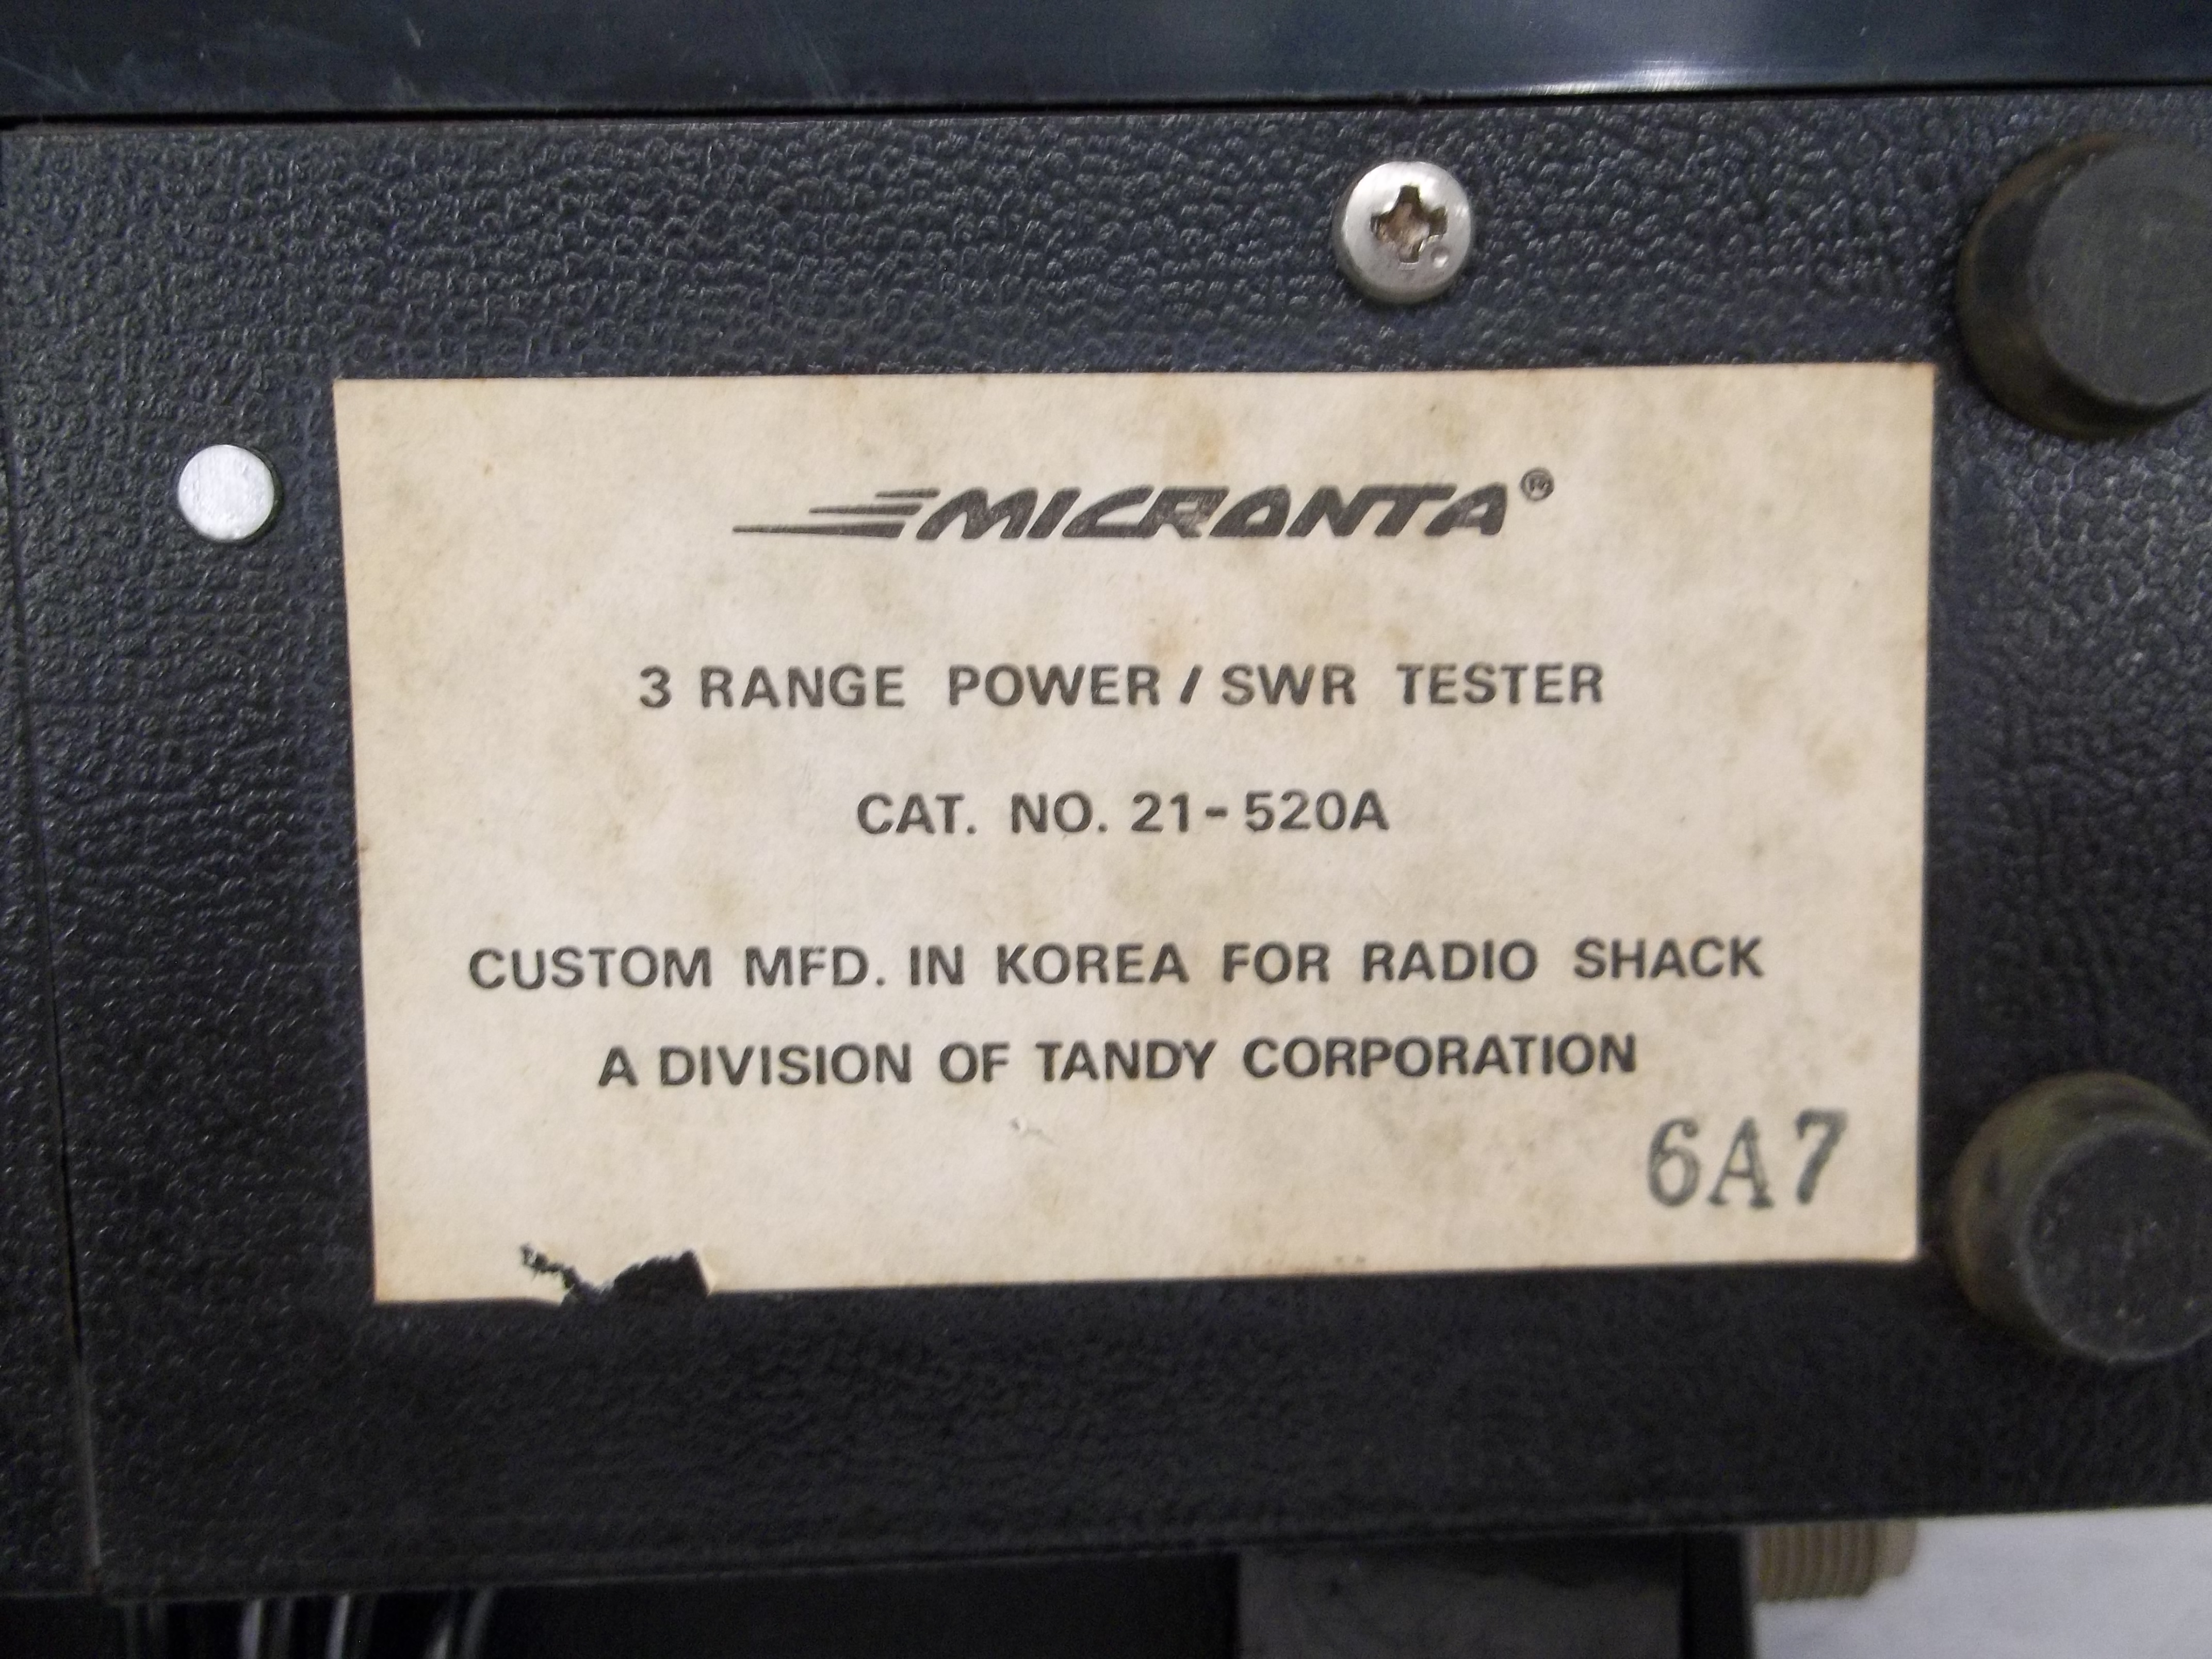 MICRANTA®
3 RANGE POWER / SWR TESTER
CAT. NO. 21-520A
CUSTOM MFD. IN KOREA FOR RADIO SHACK
A DIVISION OF TANDY CORPORATION
6A7